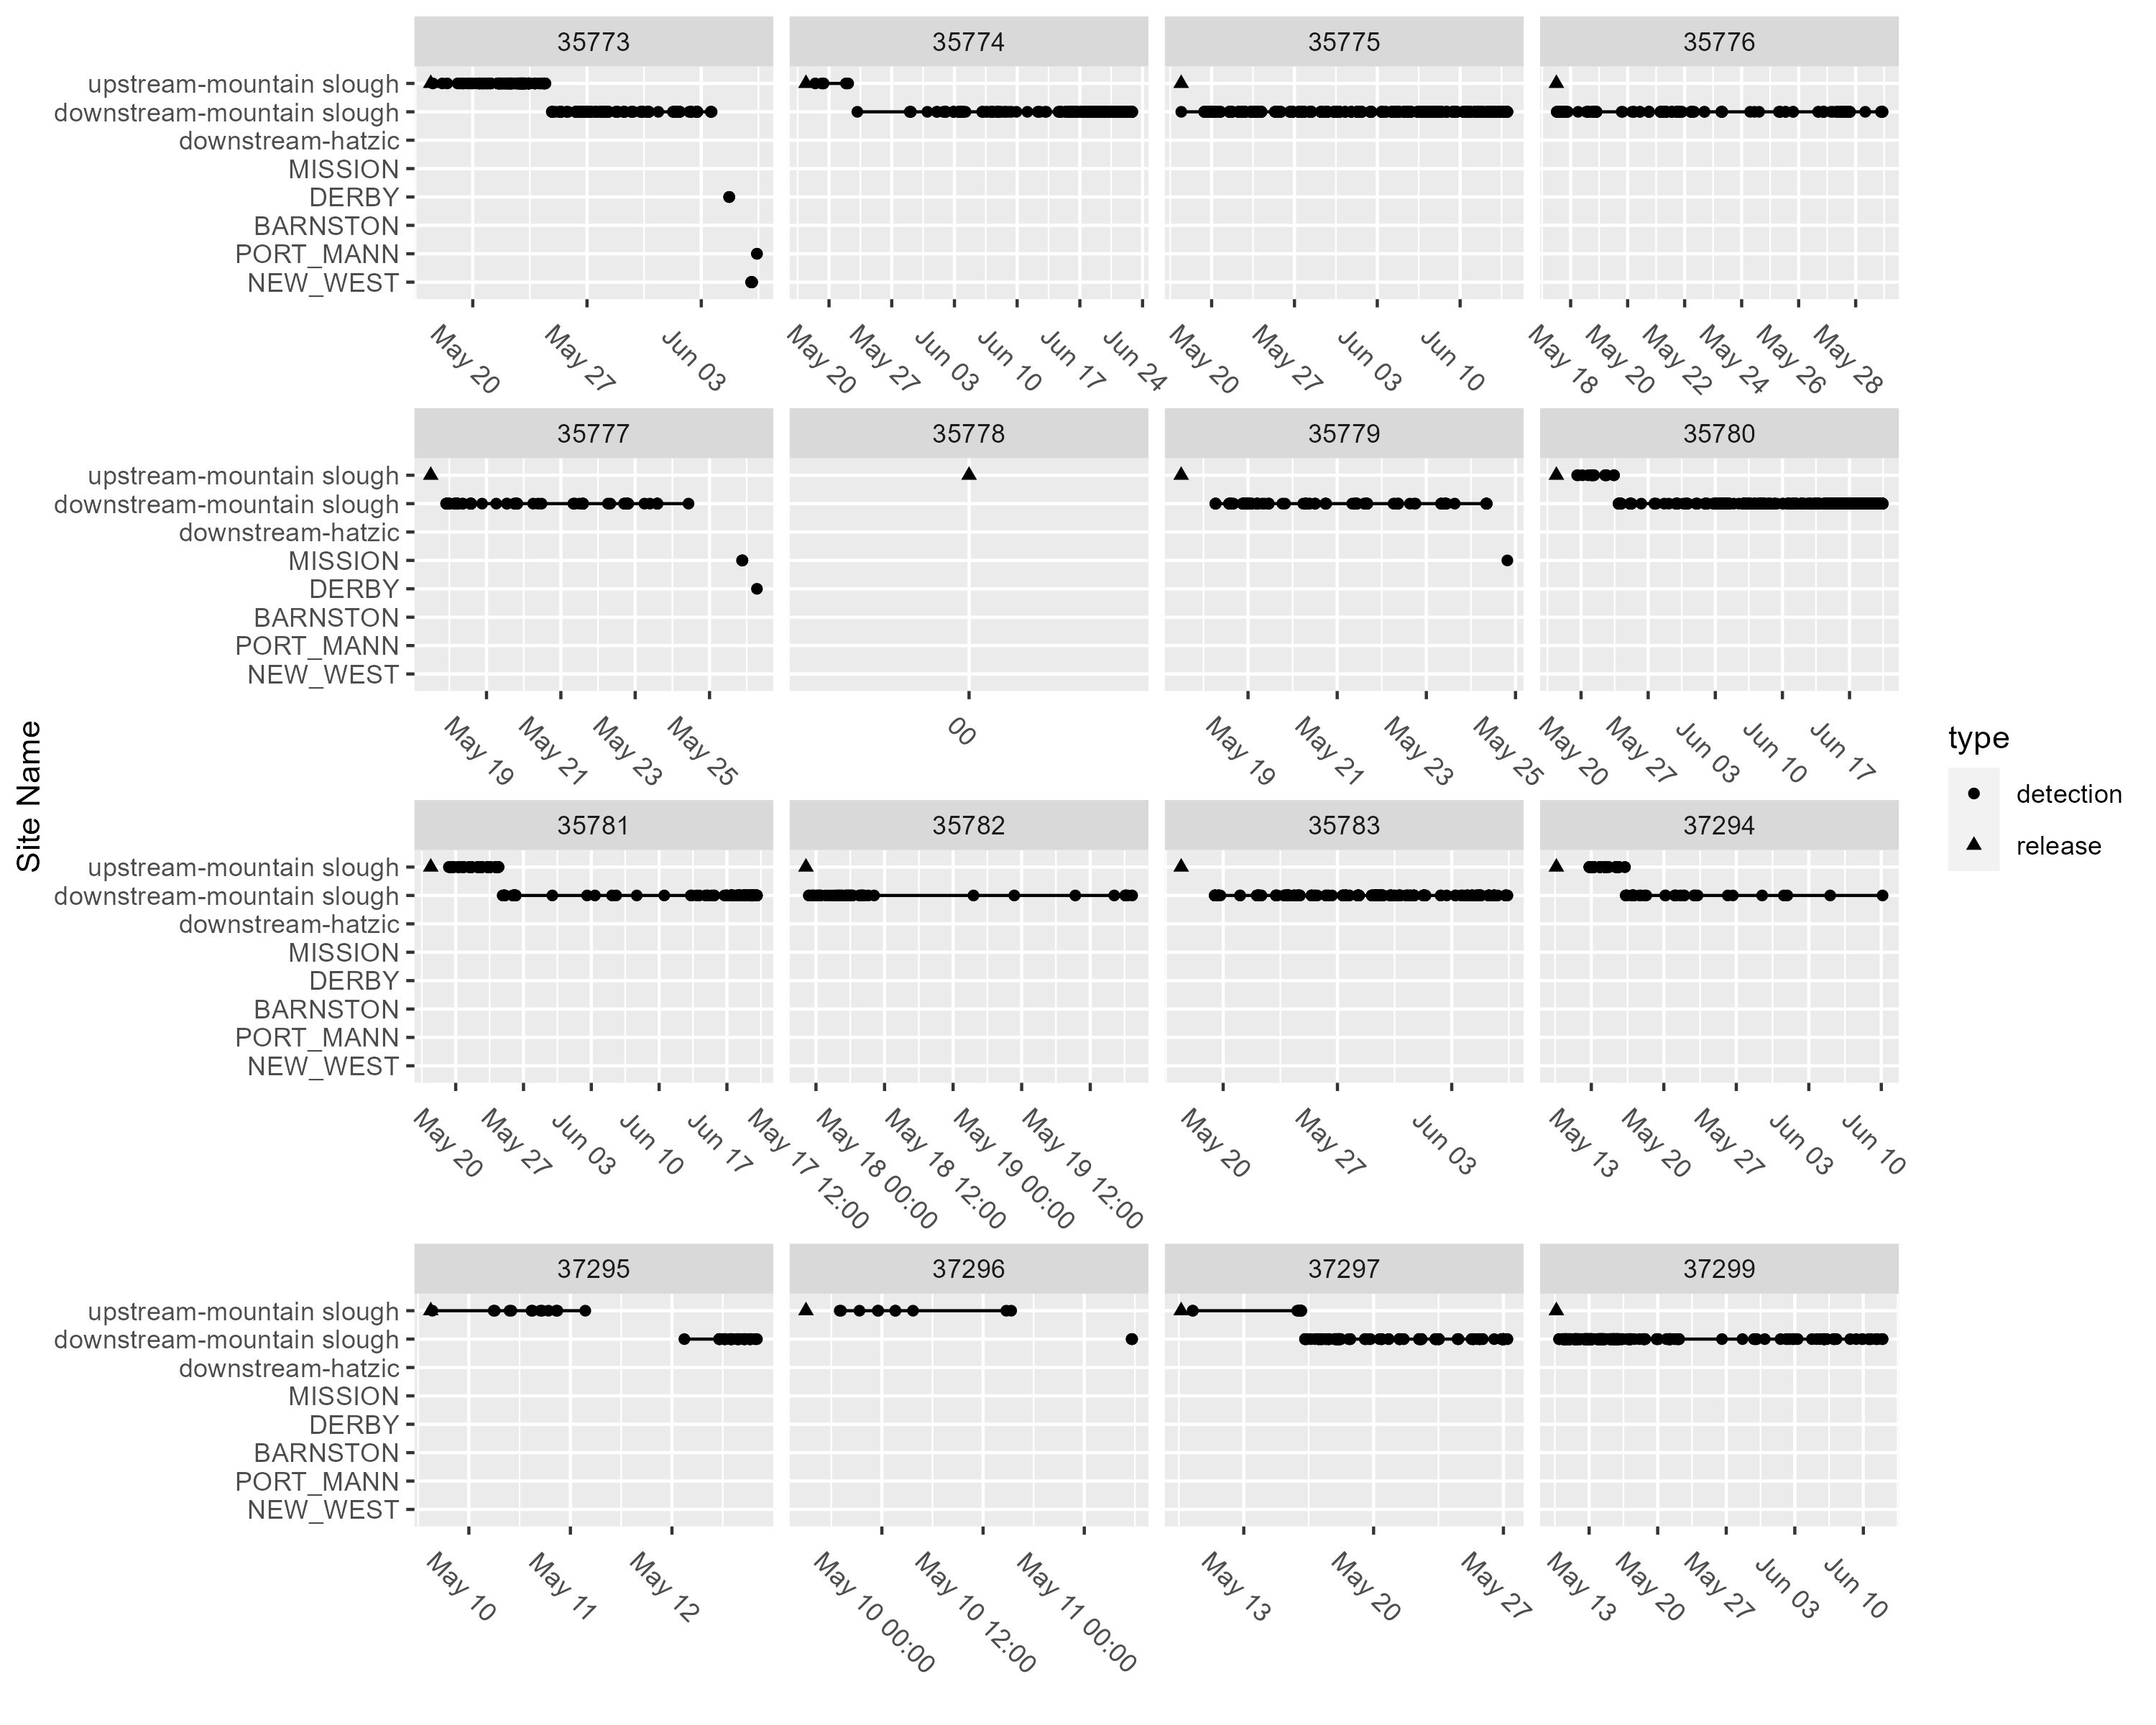 35773 35774 35775 35776
upstream-mountain slough
downstream-mountain slough
downstream-hatzic
MISSION
DERBY
BARNSTON
PORT_MANN
NEW_WEST
May 20 May 27 Jun 03 May 20 May 27 Jun 03 Jun 10 Jun 17 Jun 24 May 20 May 27 Jun 03 Jun 10 May 18 May 20 May 22 May 24 May 26 May 28
35777 35778 35779 35780
upstream-mountain slough
downstream-mountain slough
downstream-hatzic
MISSION
DERBY
BARNSTON
PORT_MANN
NEW_WEST
May 19 May 21 May 23 May 25 00 May 19 May 21 May 23 May 25 May 20 May 27 Jun 03 Jun 10 Jun 17
Site Name
type
detection
release
35781 35782 35783 37294
upstream-mountain slough
downstream-mountain slough
downstream-hatzic
MISSION
DERBY
BARNSTON
PORT_MANN
NEW_WEST
May 20 May 27 Jun 03 Jun 10 Jun 17 May 17 12:00 May 18 00:00 May 18 12:00 May 19 00:00 May 19 12:00 May 20 May 27 Jun 03 May 13 May 20 May 27 Jun 03 Jun 10
37295 37296 37297 37299
upstream-mountain slough
downstream-mountain slough
downstream-hatzic
MISSION
DERBY
BARNSTON
PORT_MANN
NEW_WEST
May 10 May 11 May 12 May 10 00:00 May 10 12:00 May 11 00:00 May 13 May 20 May 27 May 13 May 20 May 27 Jun 03 Jun 10